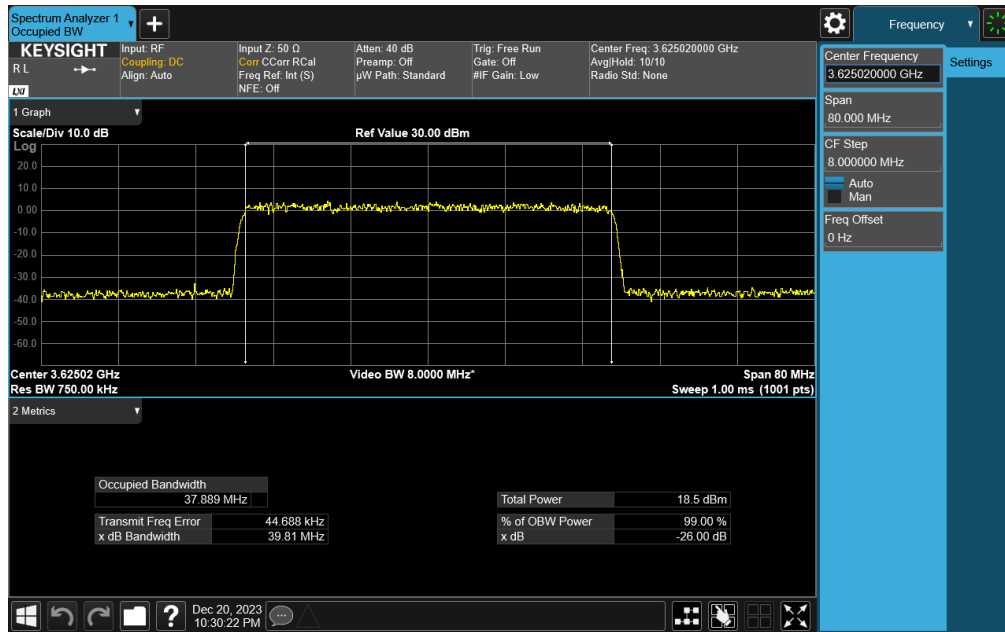 Spectrum Analyzer 1
Occupied BW
Frequency
KEYSIGHT
R L
LXI
Input: RF
Coupling: DC
Align: Auto
Input Z: 50 Ω
Corr CCorr RCal
Freq Ref: Int (S)
NFE: Off
Atten: 40 dB
Preamp: Off
µW Path: Standard
Trig: Free Run
Gate: Off
#IF Gain: Low
Center Freq: 3.625020000 GHz
Avg|Hold: 10/10
Radio Std: None
Center Frequency
3.625020000 GHz
Settings
Span
80.000 MHz
CF Step
8.000000 MHz
Auto
Man
Freq Offset
0 Hz
1 Graph
Scale/Div 10.0 dB
Ref Value 30.00 dBm
Log
20.0
10.0
0.00
-10.0
-20.0
-30.0
-40.0
-50.0
-60.0
Center 3.62502 GHz
Video BW 8.0000 MHz*
Span 80 MHz
Res BW 750.00 kHz
Sweep 1.00 ms (1001 pts)
2 Metrics
Occupied Bandwidth
37.889 MHz
Total Power 18.5 dBm
Transmit Freq Error 44.688 kHz
% of OBW Power 99.00 %
x dB Bandwidth 39.81 MHz
x dB -26.00 dB
?
Dec 20, 2023
10:30:22 PM